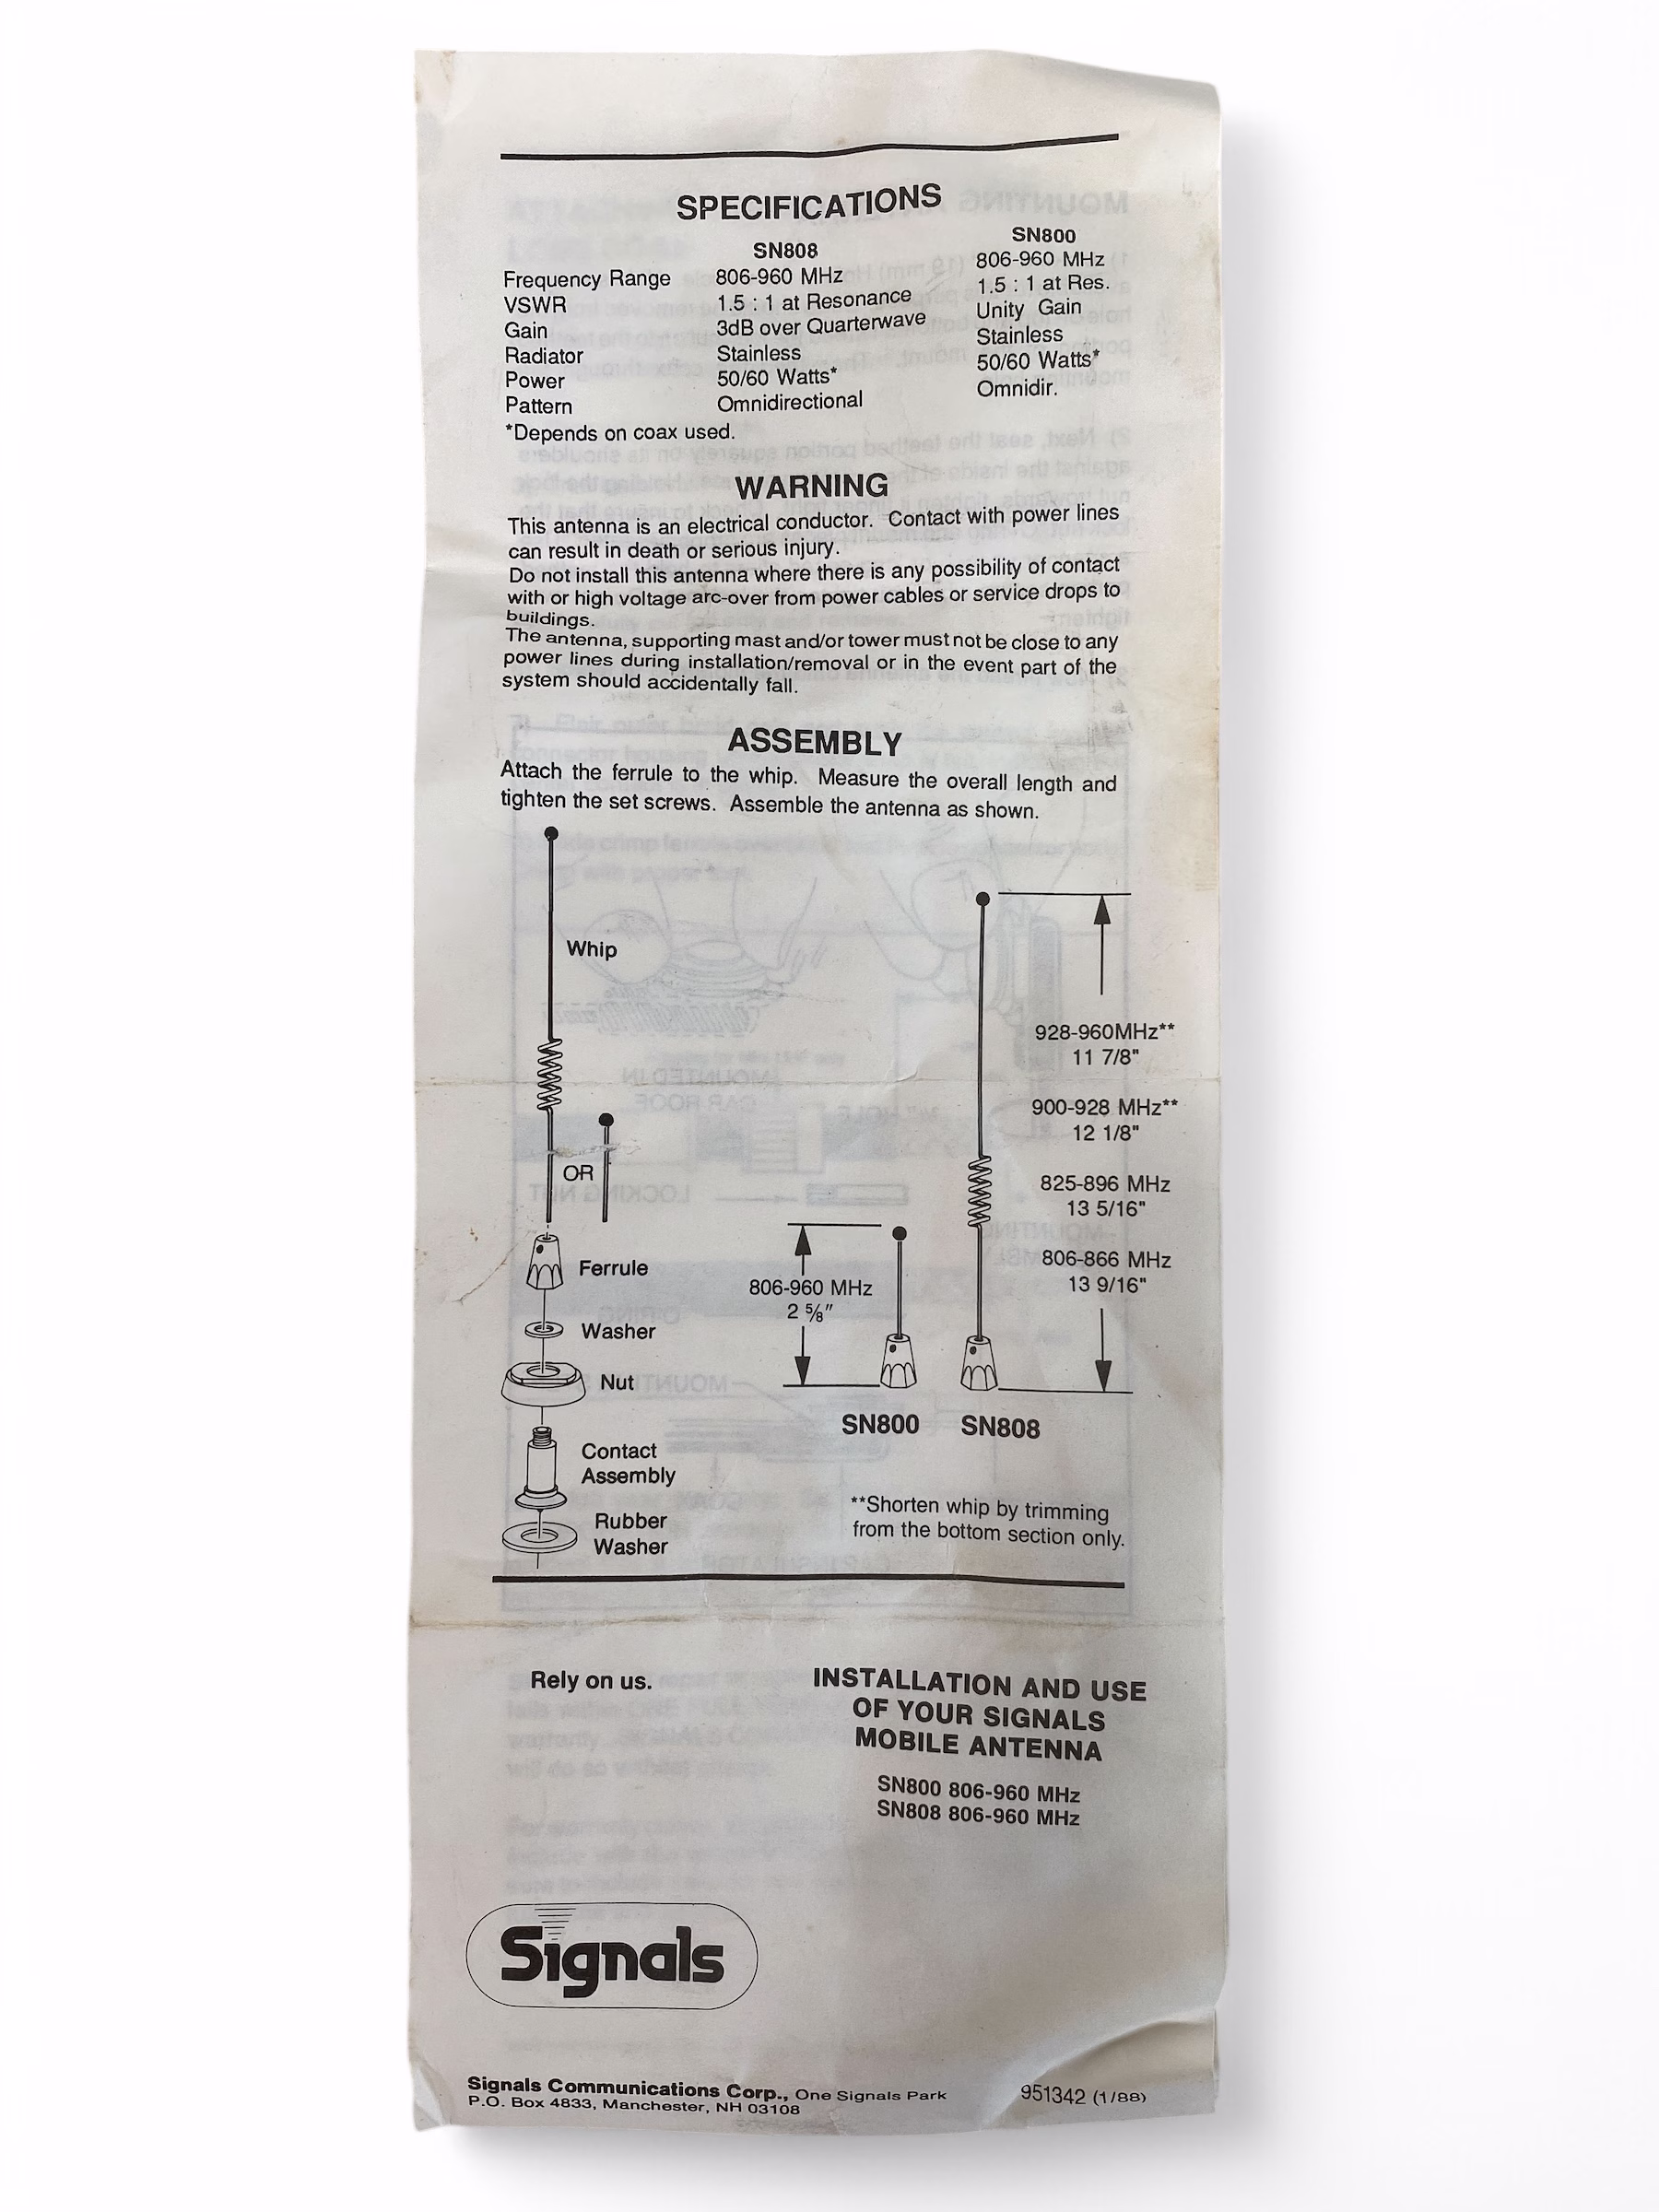 SPECIFICATIONS
SN808 SN800
Frequency Range 806-960 MHz 806-960 MHz
VSWR 1.5 : 1 at Resonance 1.5 : 1 at Res.
Gain 3dB over Quarterwave Unity Gain
Radiator Stainless Stainless
Power 50/60 Watts* 50/60 Watts*
Pattern Omnidirectional Omnidir.
*Depends on coax used.
WARNING
This antenna is an electrical conductor. Contact with power lines
can result in death or serious injury.
Do not install this antenna where there is any possibility of contact
with or high voltage arc-over from power cables or service drops to
buildings.
The antenna, supporting mast and/or tower must not be close to any
power lines during installation/removal or in the event part of the
system should accidentally fall.
ASSEMBLY
Attach the ferrule to the whip. Measure the overall length and
tighten the set screws. Assemble the antenna as shown.
Whip
OR
Ferrule
Washer
Nut
Contact
Assembly
Rubber
Washer
806-960 MHz
2 ⅝"
928-960MHz**
11 7/8"
900-928 MHz**
12 1/8"
825-896 MHz
13 5/16"
806-866 MHz
13 9/16"
SN800 SN808
**Shorten whip by trimming
from the bottom section only.
Rely on us.
INSTALLATION AND USE
OF YOUR SIGNALS
MOBILE ANTENNA
SN800 806-960 MHz
SN808 806-960 MHz
Signals
Signals Communications Corp., One Signals Park
P.O. Box 4833, Manchester, NH 03108
951342 (1/88)